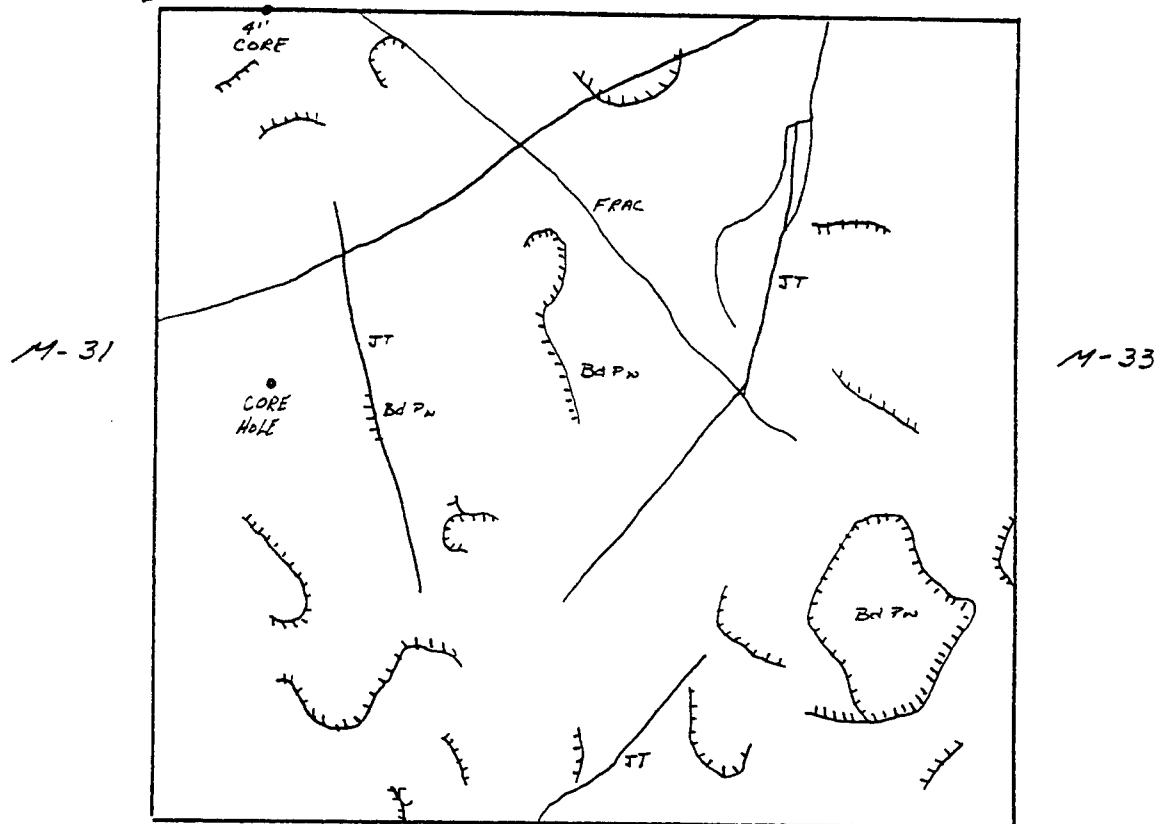 4"
CORE
FRAC
JT
M-31
JT
M-33
Bd Pn
CORE
HOLE
Bd Pn
Bd Pn
JT